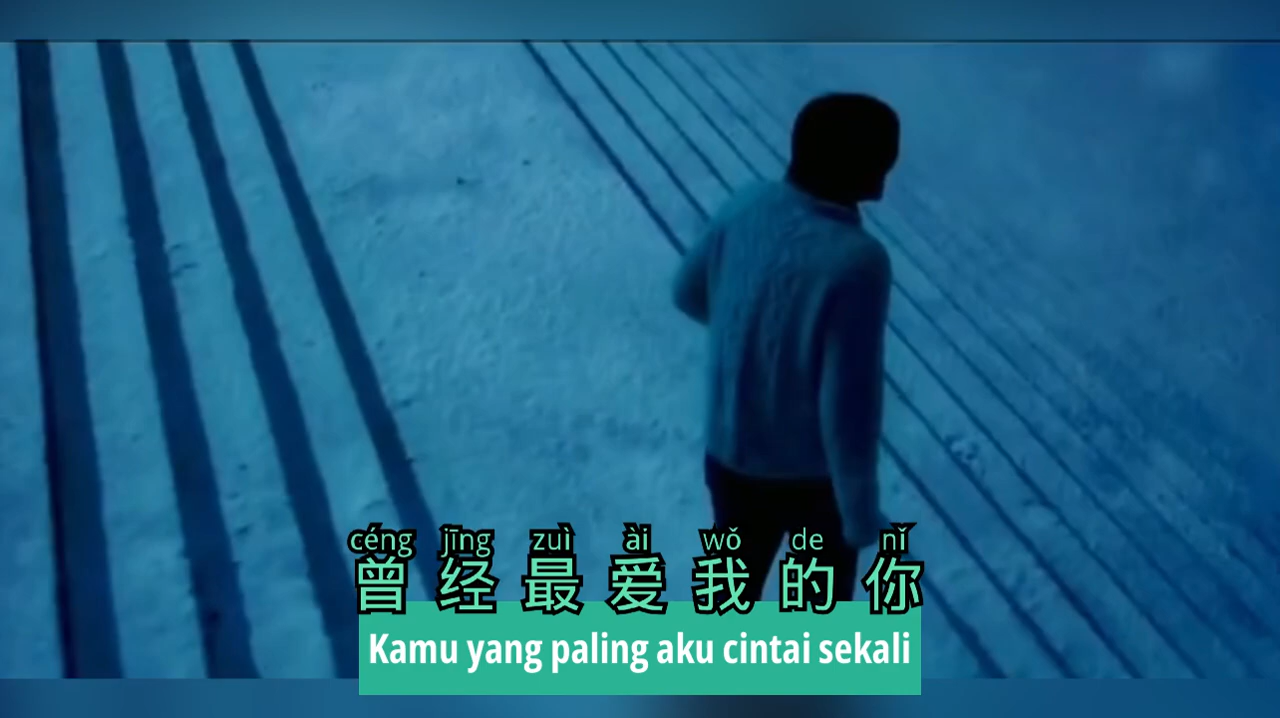 céng jīng zuì ài wǒ de nǐ
曾经最爱我的你
Kamu yang paling aku cintai sekali